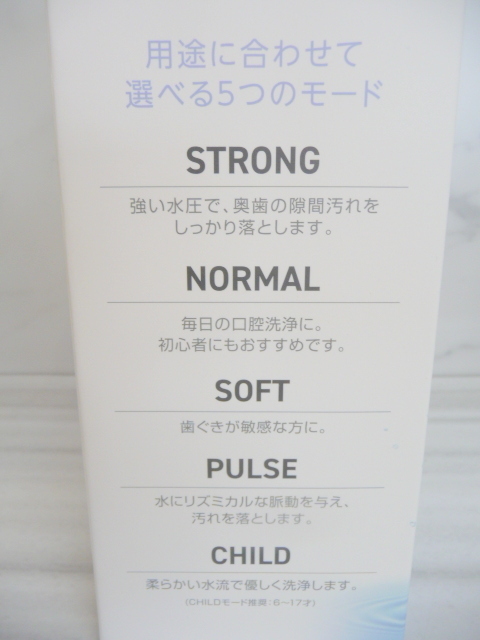 用途に合わせて
選べる5つのモード
STRONG
強い水圧で、奥歯の隙間汚れを
しっかり落とします。
NORMAL
毎日の口腔洗浄に。
初心者にもおすすめです。
SOFT
歯ぐきが敏感な方に。
PULSE
水にリズミカルな脈動を与え、
汚れを落とします。
CHILD
柔らかい水流で優しく洗浄します。
(CHILDモード推奨:6~17才)